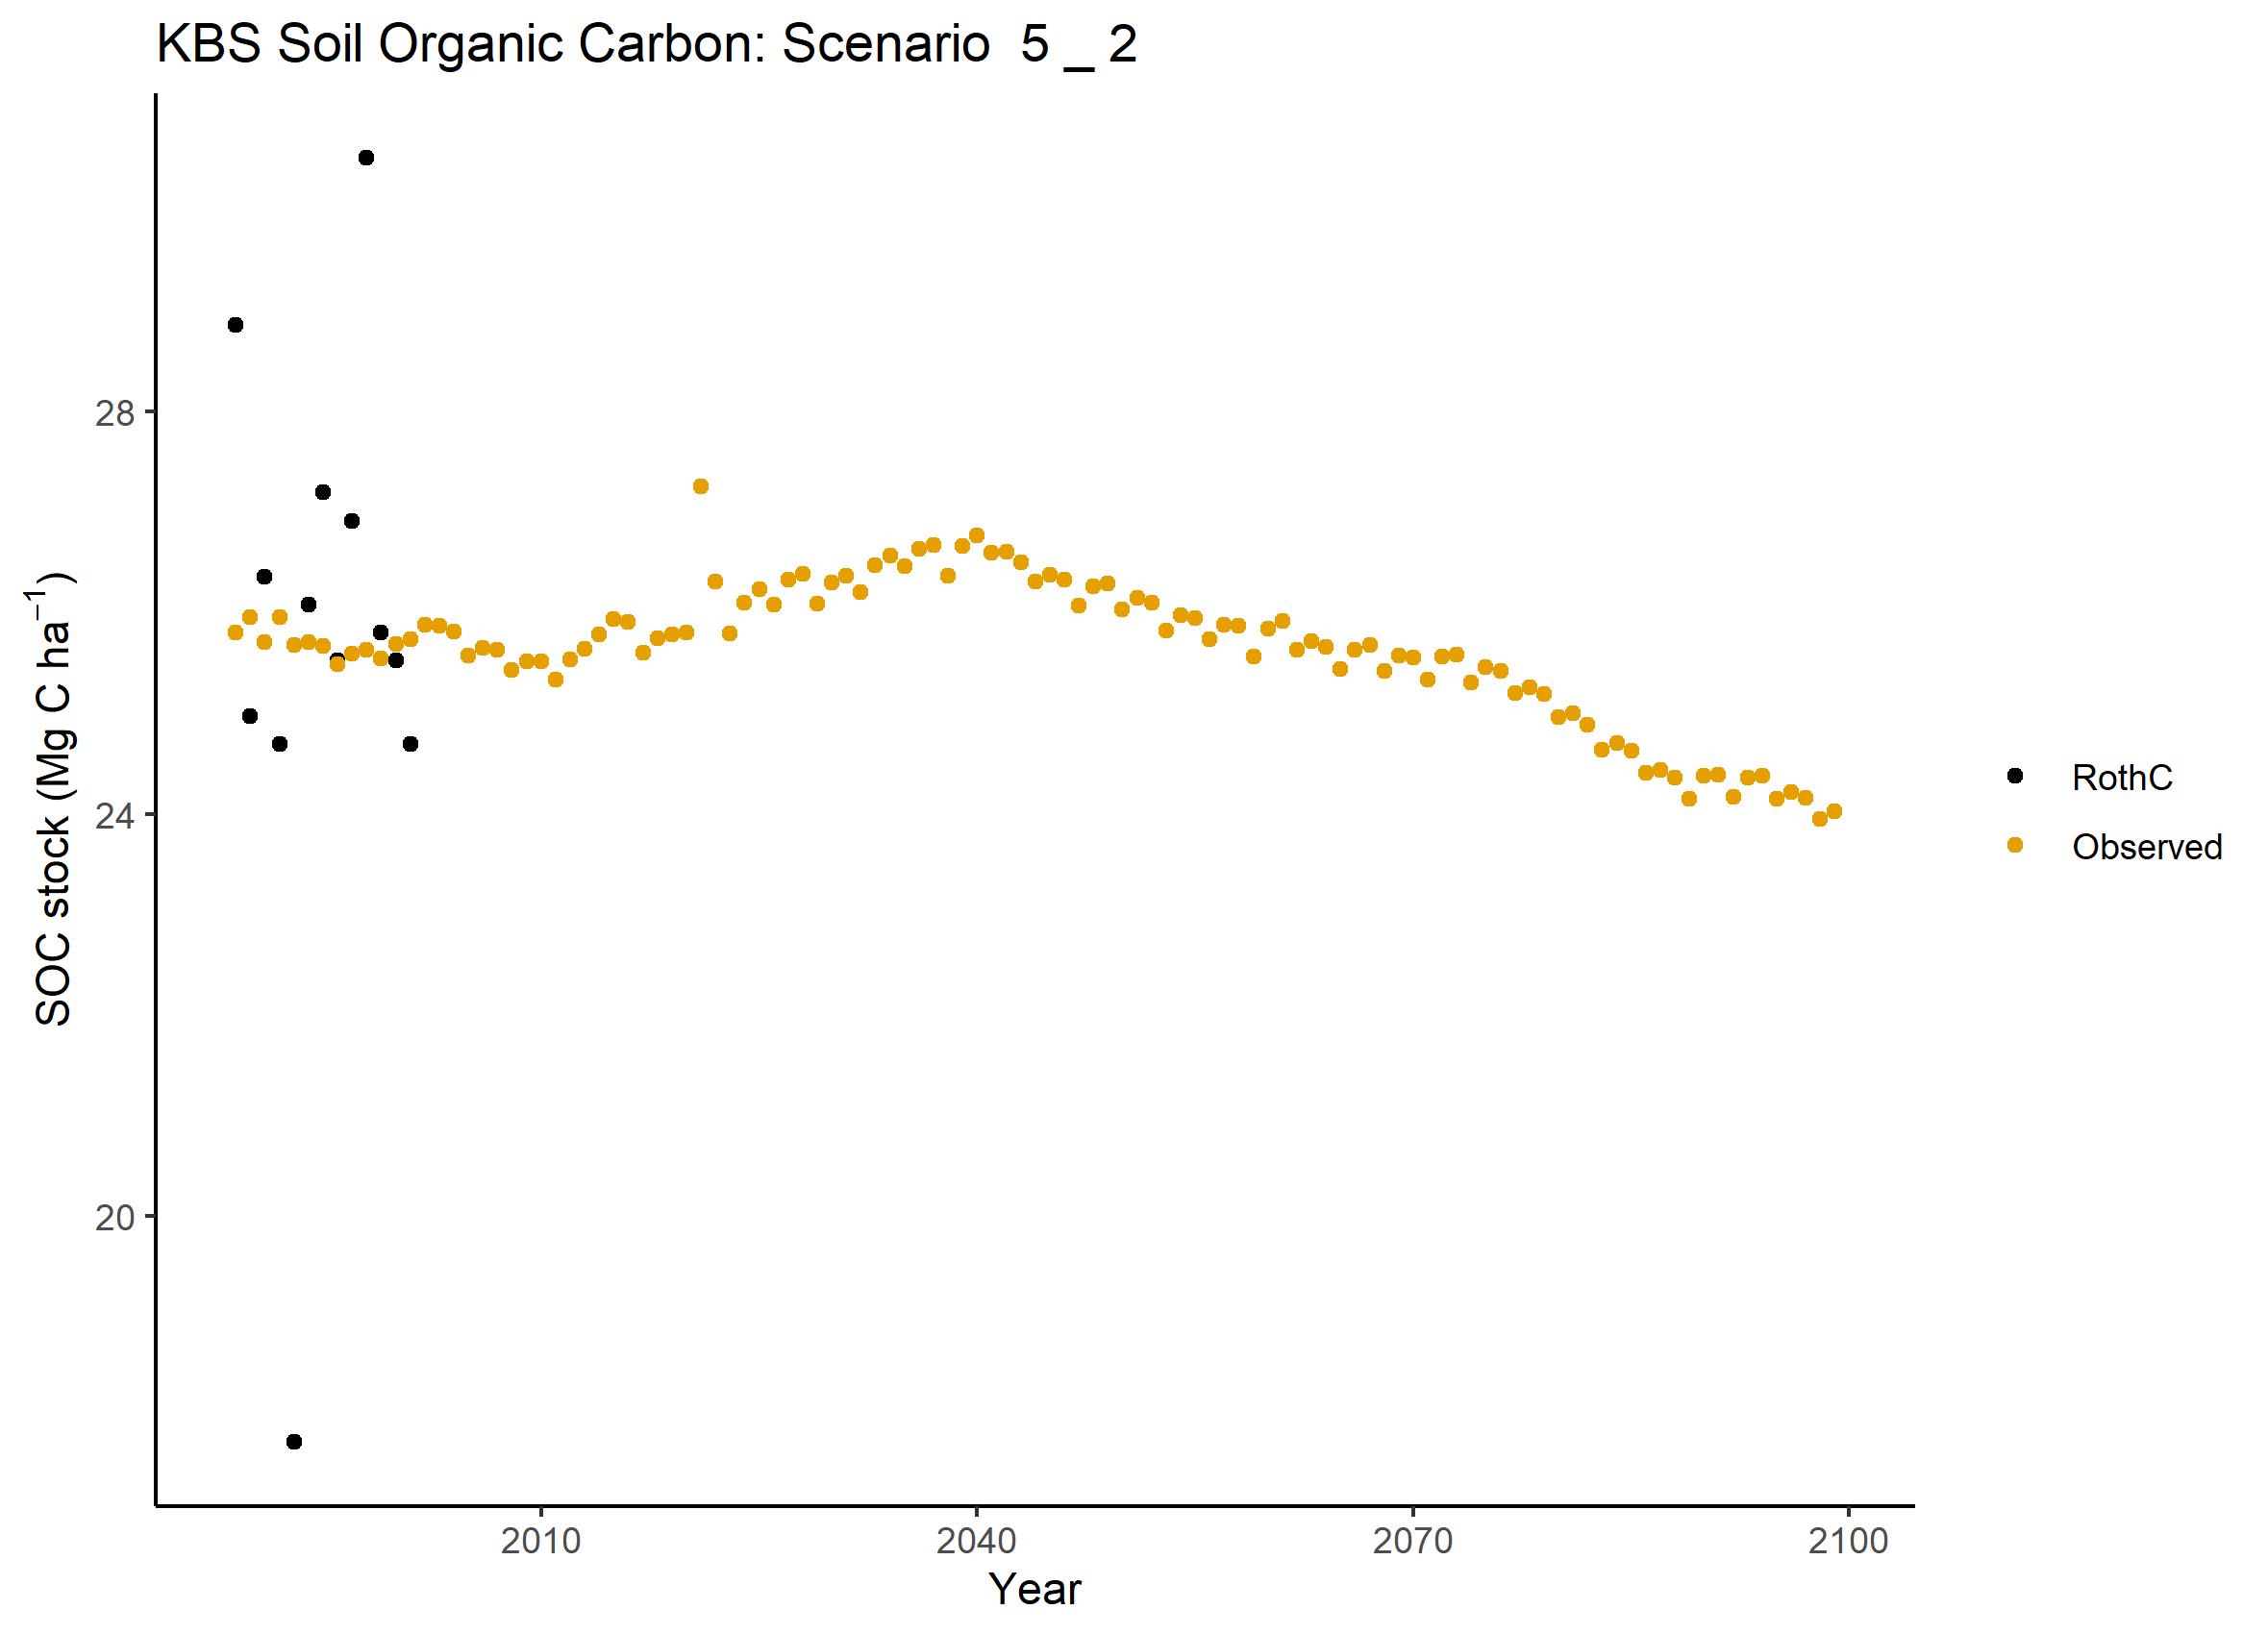 KBS Soil Organic Carbon: Scenario  5 _ 2
SOC stock (Mg C ha⁻¹)
28
24
20
2010
2040
2070
2100
Year
RothC
Observed